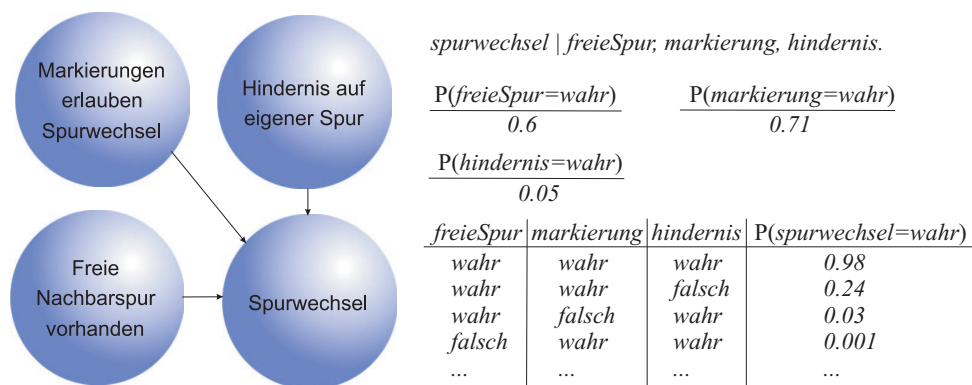 Markierungen
erlauben
Spurwechsel
Hindernis auf
eigener Spur
Freie
Nachbarspur
vorhanden
Spurwechsel
spurwechsel | freieSpur, markierung, hindernis.
P(freieSpur=wahr) P(markierung=wahr)
0.6 0.71
P(hindernis=wahr)
0.05
freieSpur markierung hindernis P(spurwechsel=wahr)
wahr wahr wahr 0.98
wahr wahr falsch 0.24
wahr falsch wahr 0.03
falsch wahr wahr 0.001
... ... ... ...